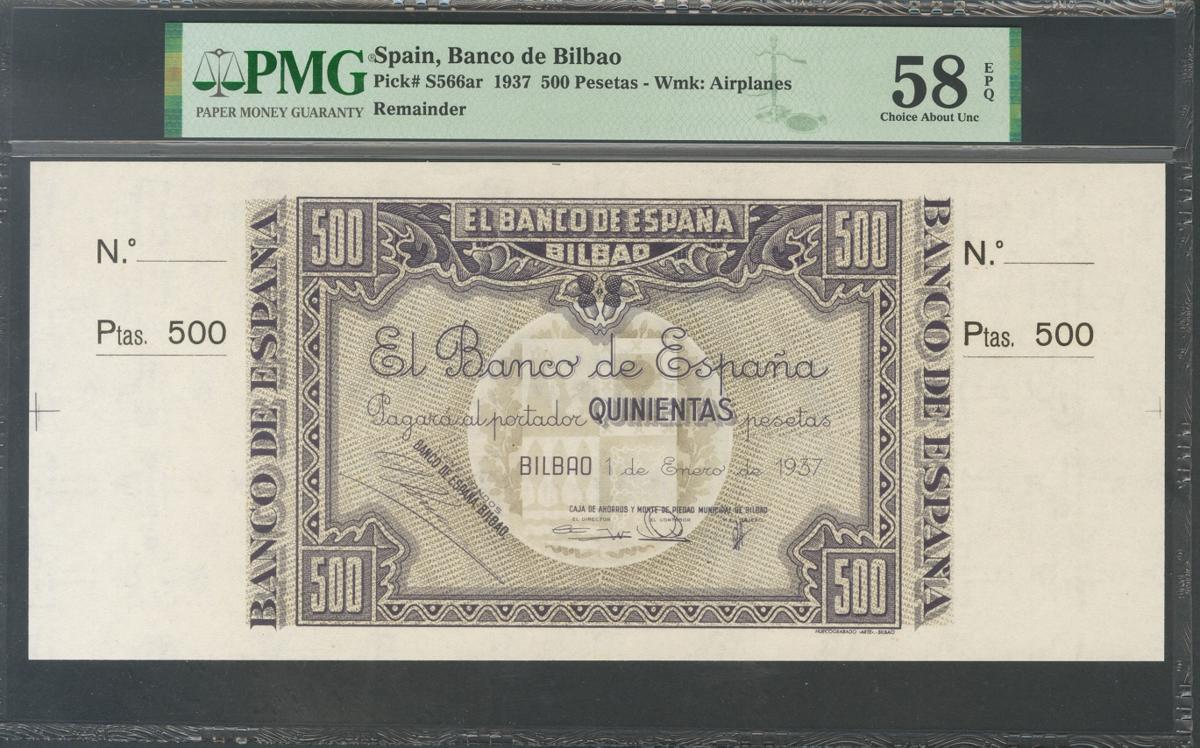 PMG®
PAPER MONEY GUARANTY
Spain, Banco de Bilbao
Pick# S566ar 1937 500 Pesetas - Wmk: Airplanes
Remainder
58 EPQ
Choice About Unc
500
EL BANCO DE ESPAÑA
BILBAO
500
N.º
Ptas. 500
BANCO DE ESPAÑA
BANCO DE ESPAÑA
N.º
Ptas. 500
El Banco de España
Pagará al portador QUINIENTAS pesetas
BILBAO 1 de Enero de 1937
BANCO DE ESPAÑA BILBAO
CAJA DE AHORROS Y MONTE DE PIEDAD MUNICIPAL DE BILBAO
EL DIRECTOR EL CONTADOR
500
500
HUECOGRABADO «ARTE».-BILBAO